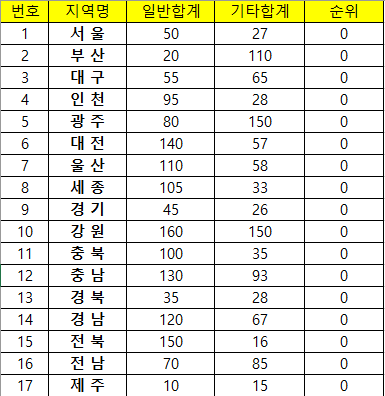 번호 지역명 일반합계 기타합계 순위
1 서 울 50 27 0
2 부 산 20 110 0
3 대 구 55 65 0
4 인 천 95 28 0
5 광 주 80 150 0
6 대 전 140 57 0
7 울 산 110 58 0
8 세 종 105 33 0
9 경 기 45 26 0
10 강 원 160 150 0
11 충 북 100 35 0
12 충 남 130 93 0
13 경 북 35 28 0
14 경 남 120 67 0
15 전 북 150 16 0
16 전 남 70 85 0
17 제 주 10 15 0